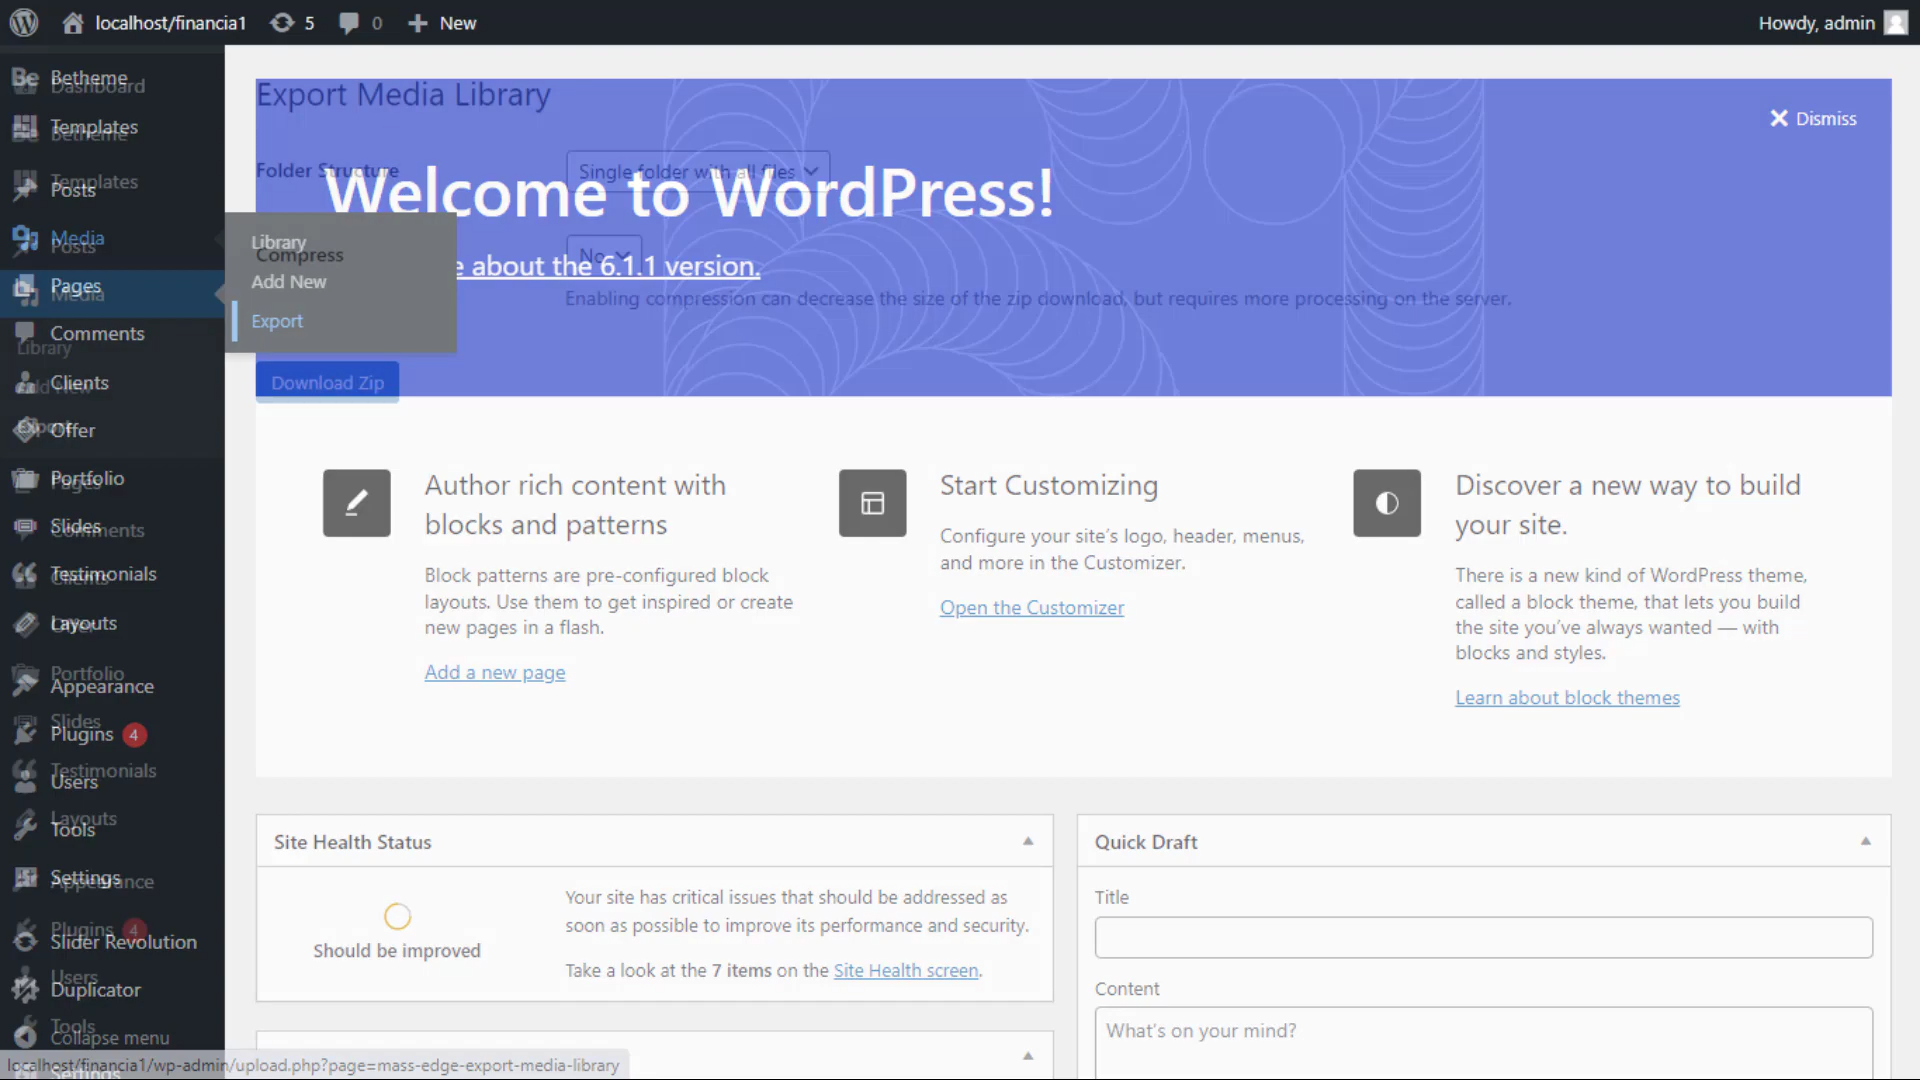 localhost/financia1
5
0
New
Howdy, admin
Betheme
Dashboard
Templates
Betheme
Templates
Posts
Media
Posts
Pages
Media
Comments
Library
Clients
Add New
Offer
Export
Portfolio
Pages
Slides
Comments
Testimonials
Clients
Layouts
Offer
Portfolio
Appearance
Slides
Plugins 4
Testimonials
Users
Layouts
Tools
Settings
Appearance
Plugins 4
Slider Revolution
Users
Duplicator
Tools
Collapse menu
Settings
Library
Add New
Export
Export Media Library
Dismiss
Folder Structure
Single folder with all files
Welcome to WordPress!
Compress
No
about the 6.1.1 version.
Enabling compression can decrease the size of the zip download, but requires more processing on the server.
Download Zip
Author rich content with
blocks and patterns
Block patterns are pre-configured block
layouts. Use them to get inspired or create
new pages in a flash.
Add a new page
Start Customizing
Configure your site’s logo, header, menus,
and more in the Customizer.
Open the Customizer
Discover a new way to build
your site.
There is a new kind of WordPress theme,
called a block theme, that lets you build
the site you’ve always wanted — with
blocks and styles.
Learn about block themes
Site Health Status
Should be improved
Your site has critical issues that should be addressed as
soon as possible to improve its performance and security.
Take a look at the 7 items on the Site Health screen.
Quick Draft
Title
Content
What's on your mind?
localhost/financia1/wp-admin/upload.php?page=mass-edge-export-media-library